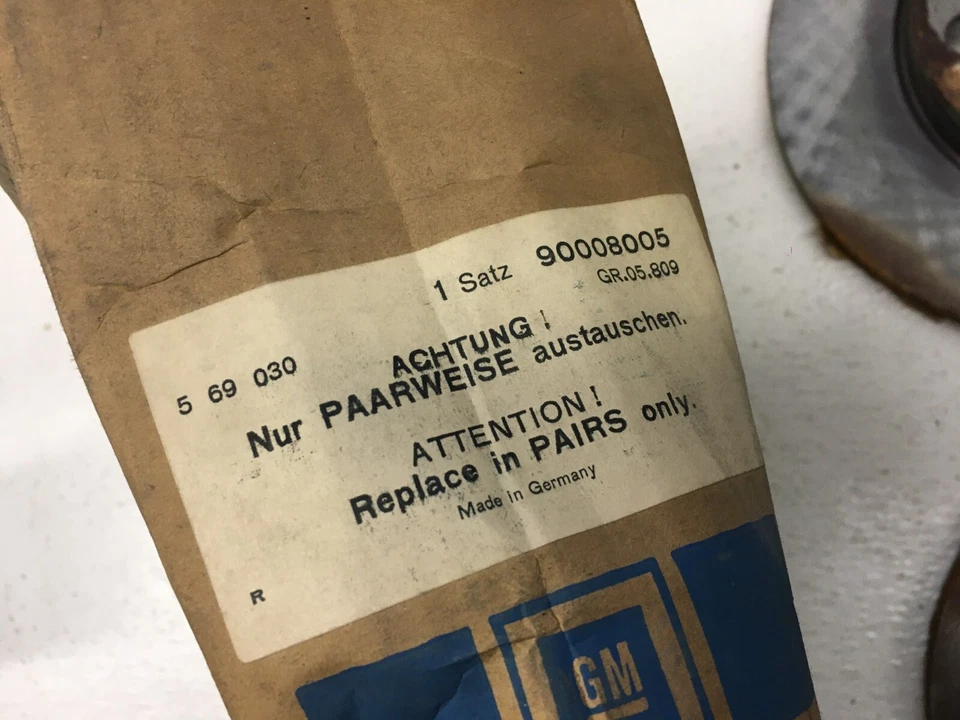 1 Satz 90008005
GR.05.809
5 69 030
ACHTUNG!
Nur PAARWEISE austauschen.
ATTENTION!
Replace in PAIRS only.
Made in Germany
R
GM